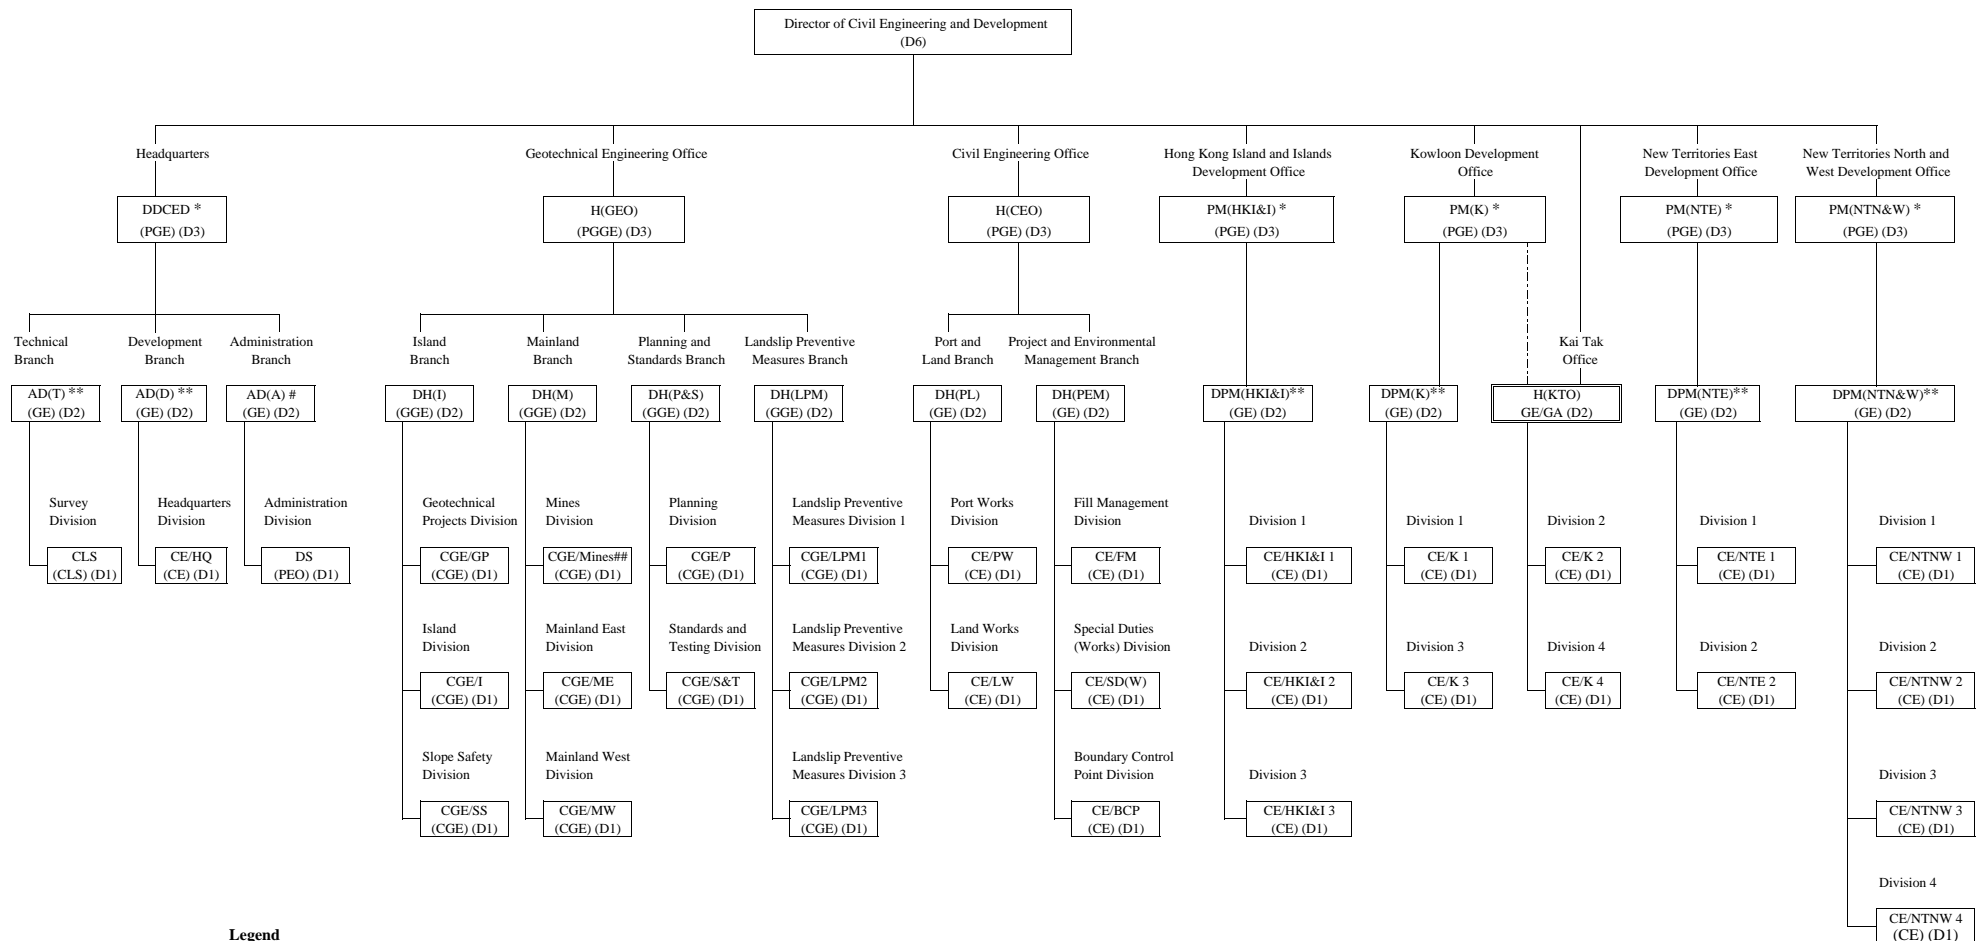 Director of Civil Engineering and Development
(D6)
Headquarters
Geotechnical Engineering Office
Civil Engineering Office
Hong Kong Island and Islands
Development Office
Kowloon Development
Office
New Territories East
Development Office
New Territories North and
West Development Office
DDCED *
(PGE) (D3)
H(GEO)
(PGGE) (D3)
H(CEO)
(PGE) (D3)
PM(HKI&I) *
(PGE) (D3)
PM(K) *
(PGE) (D3)
PM(NTE) *
(PGE) (D3)
PM(NTN&W) *
(PGE) (D3)
Technical
Branch
Development
Branch
Administration
Branch
Island
Branch
Mainland
Branch
Planning and
Standards Branch
Landslip Preventive
Measures Branch
Port and
Land Branch
Project and Environmental
Management Branch
Kai Tak
Office
AD(T) **
(GE) (D2)
AD(D) **
(GE) (D2)
AD(A) #
(GE) (D2)
DH(I)
(GGE) (D2)
DH(M)
(GGE) (D2)
DH(P&S)
(GGE) (D2)
DH(LPM)
(GGE) (D2)
DH(PL)
(GE) (D2)
DH(PEM)
(GE) (D2)
DPM(HKI&I)**
(GE) (D2)
DPM(K)**
(GE) (D2)
H(KTO)
GE/GA (D2)
DPM(NTE)**
(GE) (D2)
DPM(NTN&W)**
(GE) (D2)
Survey
Division
Headquarters
Division
Administration
Division
Geotechnical
Projects Division
Mines
Division
Planning
Division
Landslip Preventive
Measures Division 1
Port Works
Division
Fill Management
Division
Division 1
Division 1
Division 2
Division 1
Division 1
CLS
(CLS) (D1)
CE/HQ
(CE) (D1)
DS
(PEO) (D1)
CGE/GP
(CGE) (D1)
CGE/Mines##
(CGE) (D1)
CGE/P
(CGE) (D1)
CGE/LPM1
(CGE) (D1)
CE/PW
(CE) (D1)
CE/FM
(CE) (D1)
CE/HKI&I 1
(CE) (D1)
CE/K 1
(CE) (D1)
CE/K 2
(CE) (D1)
CE/NTE 1
(CE) (D1)
CE/NTNW 1
(CE) (D1)
Island
Division
Mainland East
Division
Standards and
Testing Division
Landslip Preventive
Measures Division 2
Land Works
Division
Special Duties
(Works) Division
Division 2
Division 3
Division 4
Division 2
Division 2
CGE/I
(CGE) (D1)
CGE/ME
(CGE) (D1)
CGE/S&T
(CGE) (D1)
CGE/LPM2
(CGE) (D1)
CE/LW
(CE) (D1)
CE/SD(W)
(CE) (D1)
CE/HKI&I 2
(CE) (D1)
CE/K 3
(CE) (D1)
CE/K 4
(CE) (D1)
CE/NTE 2
(CE) (D1)
CE/NTNW 2
(CE) (D1)
Slope Safety
Division
Mainland West
Division
Landslip Preventive
Measures Division 3
Boundary Control
Point Division
Division 3
Division 3
CGE/SS
(CGE) (D1)
CGE/MW
(CGE) (D1)
CGE/LPM3
(CGE) (D1)
CE/BCP
(CE) (D1)
CE/HKI&I 3
(CE) (D1)
CE/NTNW 3
(CE) (D1)
Division 4
CE/NTNW 4
(CE) (D1)
Legend